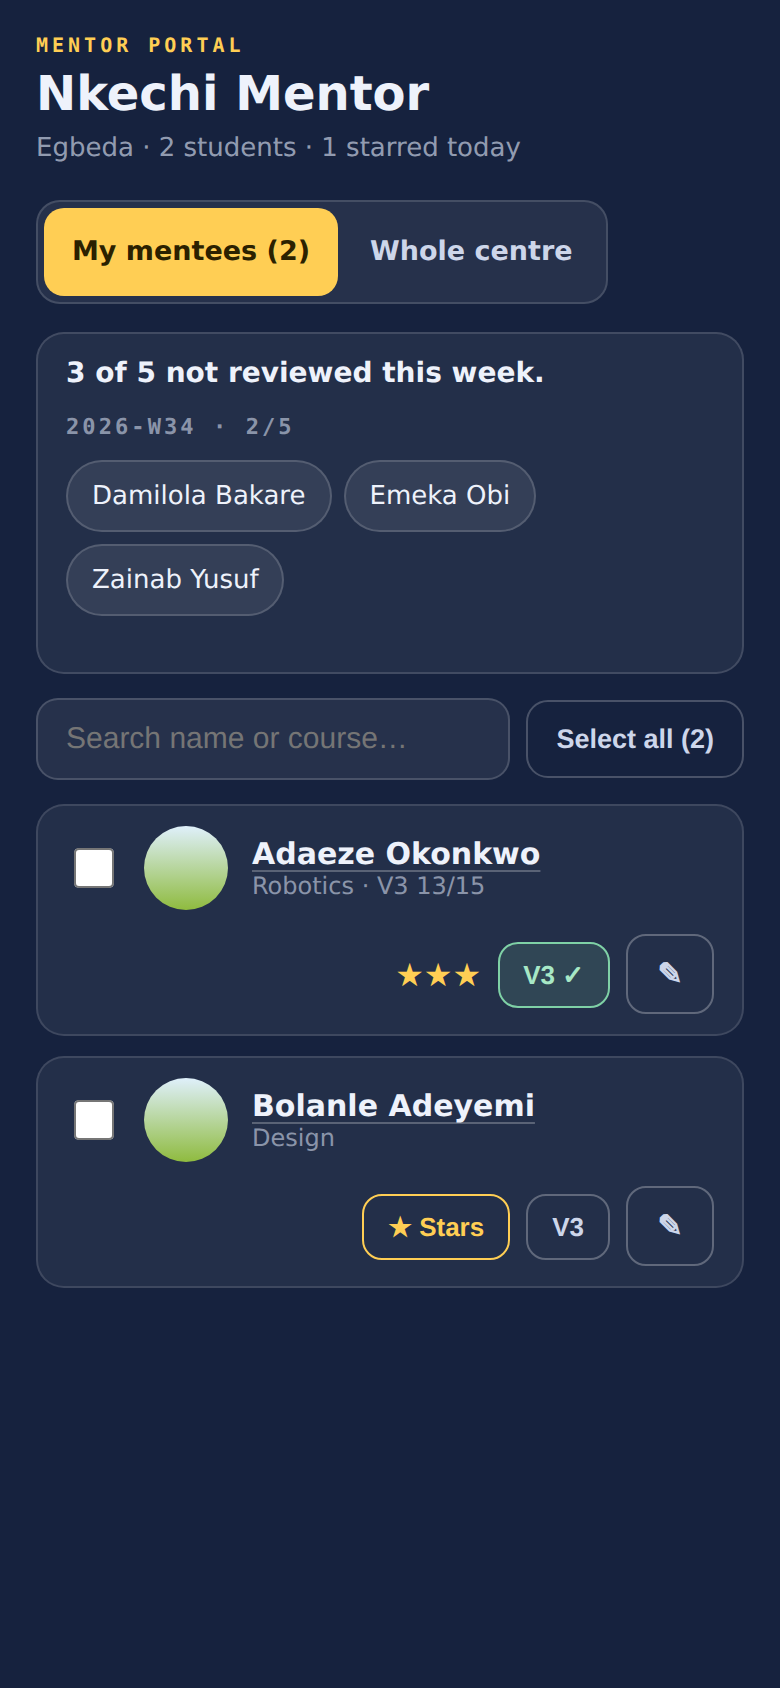 MENTOR PORTAL
Nkechi Mentor
Egbeda · 2 students · 1 starred today
My mentees (2) Whole centre
3 of 5 not reviewed this week.
2026-W34 · 2/5
Damilola Bakare Emeka Obi
Zainab Yusuf
Search name or course… Select all (2)
Adaeze Okonkwo
Robotics · V3 13/15
★★★ V3 ✓ ✎
Bolanle Adeyemi
Design
★ Stars V3 ✎